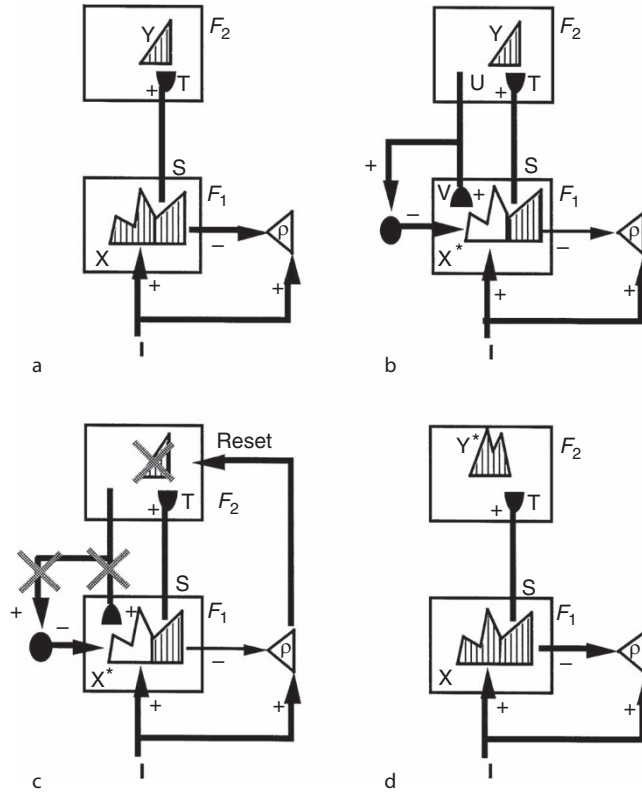 Y F₂
+ T
S
F₁
X − ρ
+ +
I
a
Y F₂
U + T
+ S
V + F₁
− X* − ρ
+ +
I
b
Reset
+ T F₂
S
+ − + F₁
X* − ρ
+ +
I
c
Y* F₂
+ T
S
F₁
X − ρ
+ +
I
d